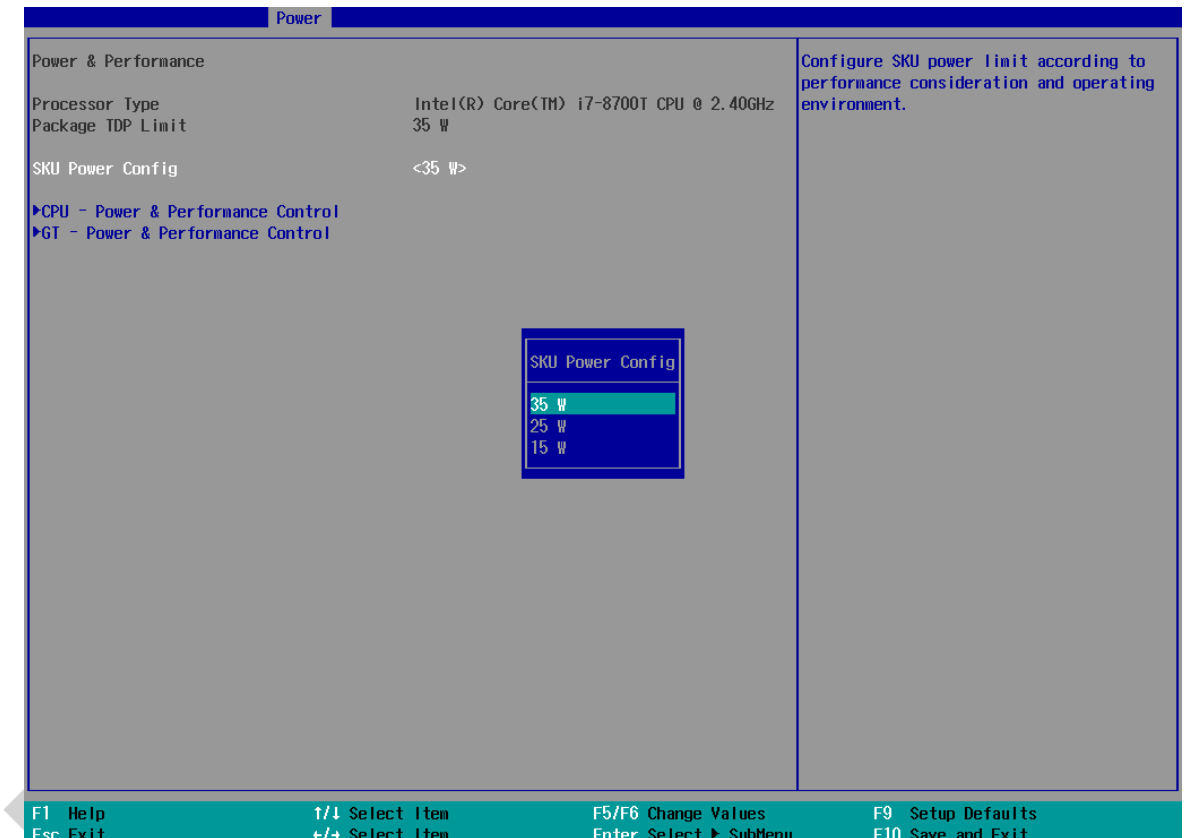 Power
Power & Performance
Processor Type Intel(R) Core(TM) i7-8700T CPU @ 2.40GHz
Package TDP Limit 35 W
SKU Power Config <35 W>
▶CPU - Power & Performance Control
▶GT - Power & Performance Control
Configure SKU power limit according to
performance consideration and operating
environment.
SKU Power Config
35 W
25 W
15 W
F1 Help ↑/↓ Select Item F5/F6 Change Values F9 Setup Defaults
Esc Exit ←/→ Select Item Enter Select ▶ SubMenu F10 Save and Exit